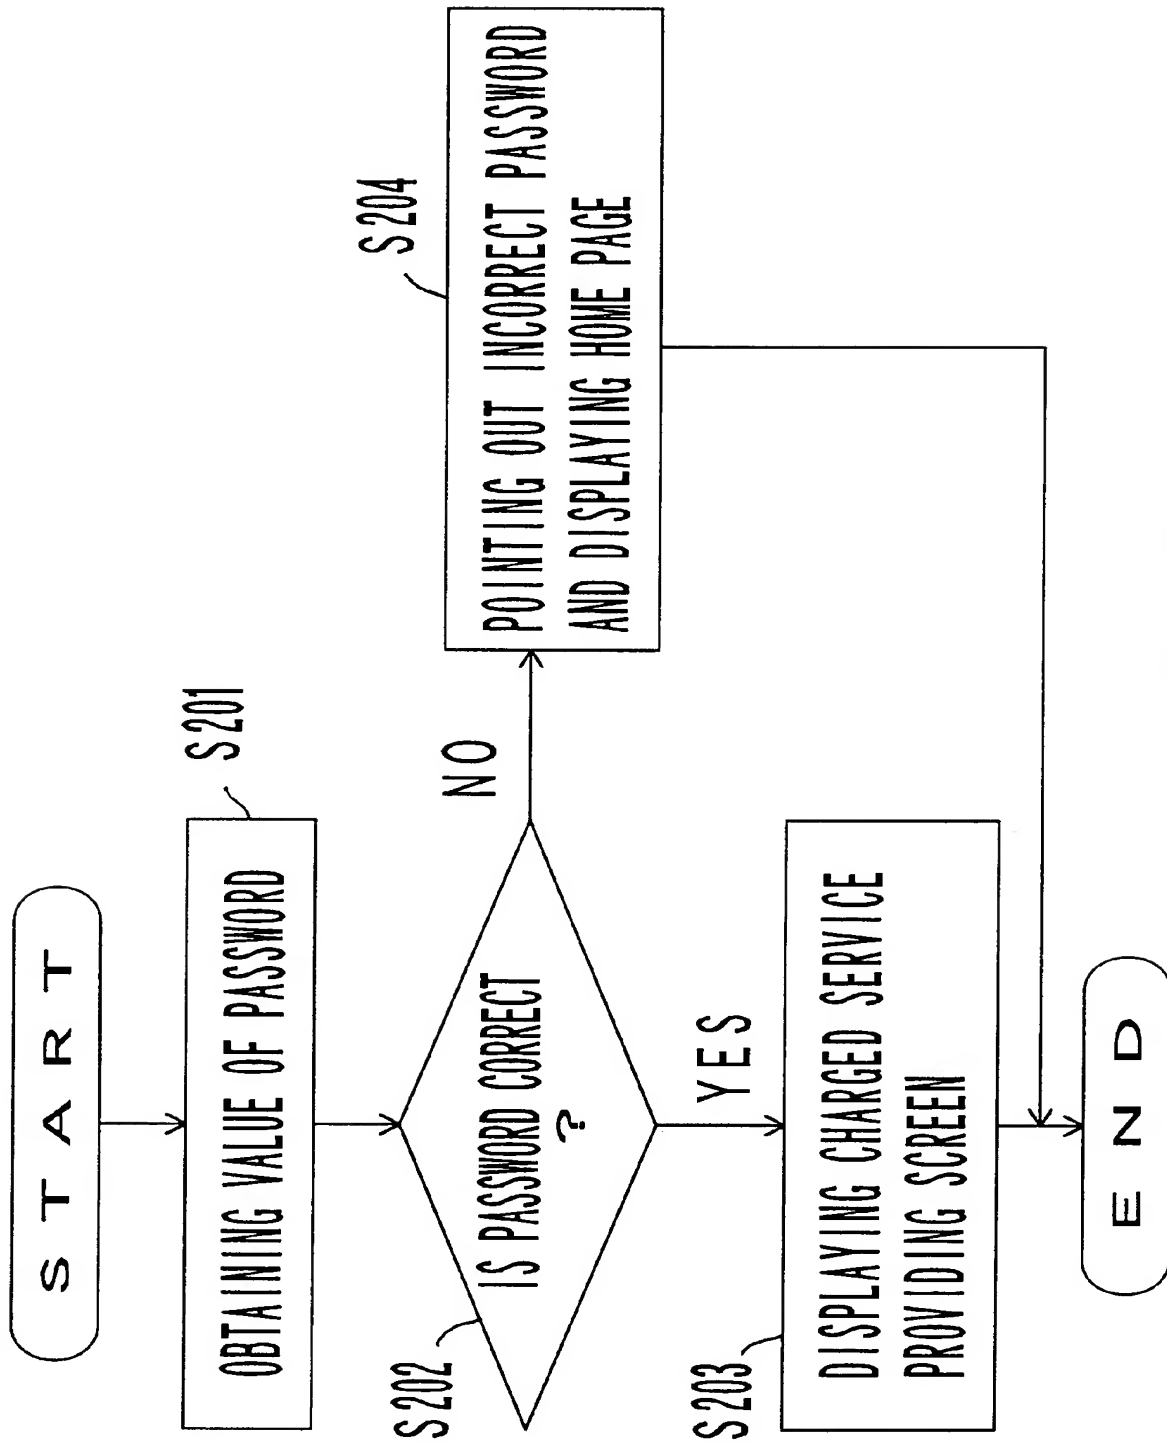 START
S201
OBTAINING VALUE OF PASSWORD
S202
IS PASSWORD CORRECT
?
NO
YES
S204
POINTING OUT INCORRECT PASSWORD
AND DISPLAYING HOME PAGE
S203
DISPLAYING CHARGED SERVICE
PROVIDING SCREEN
END